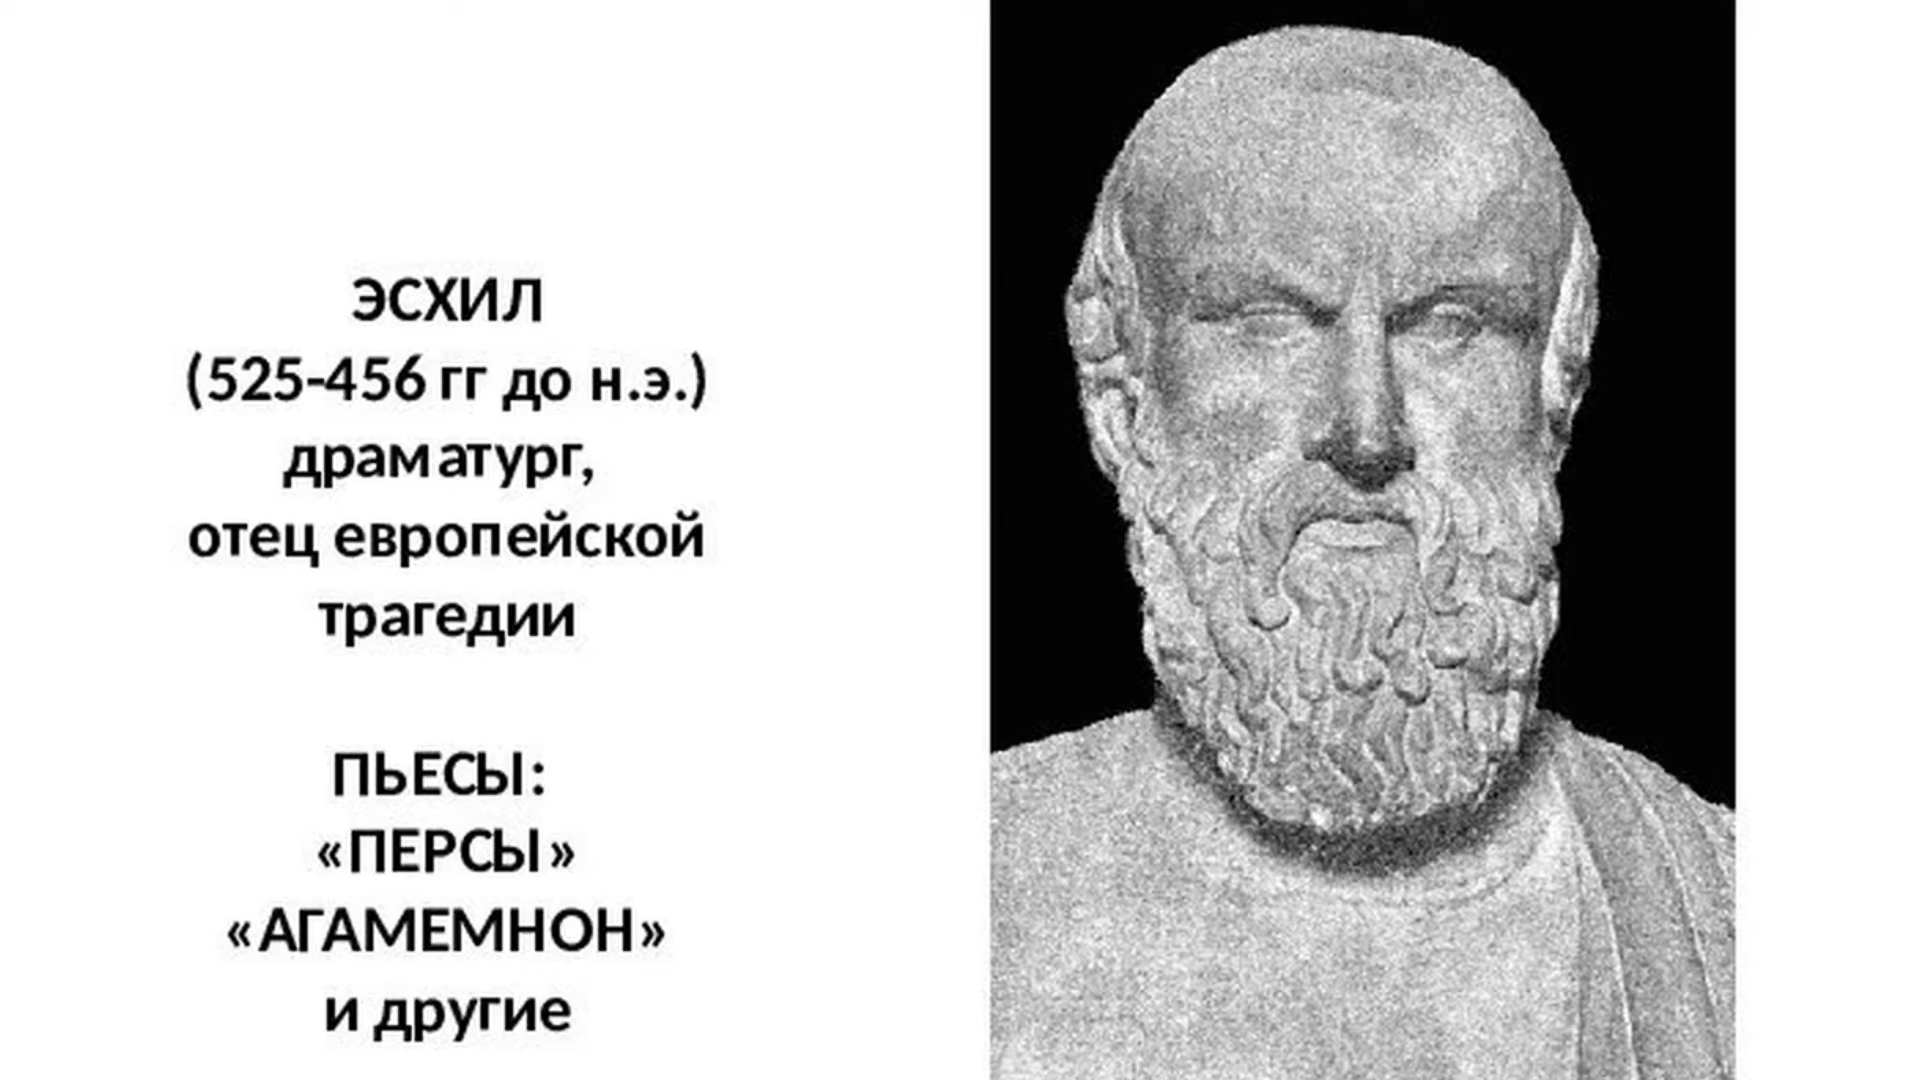 ЭСХИЛ
(525-456 гг до н.э.)
драматург,
отец европейской
трагедии
ПЬЕСЫ:
«ПЕРСЫ»
«АГАМЕМНОН»
и другие